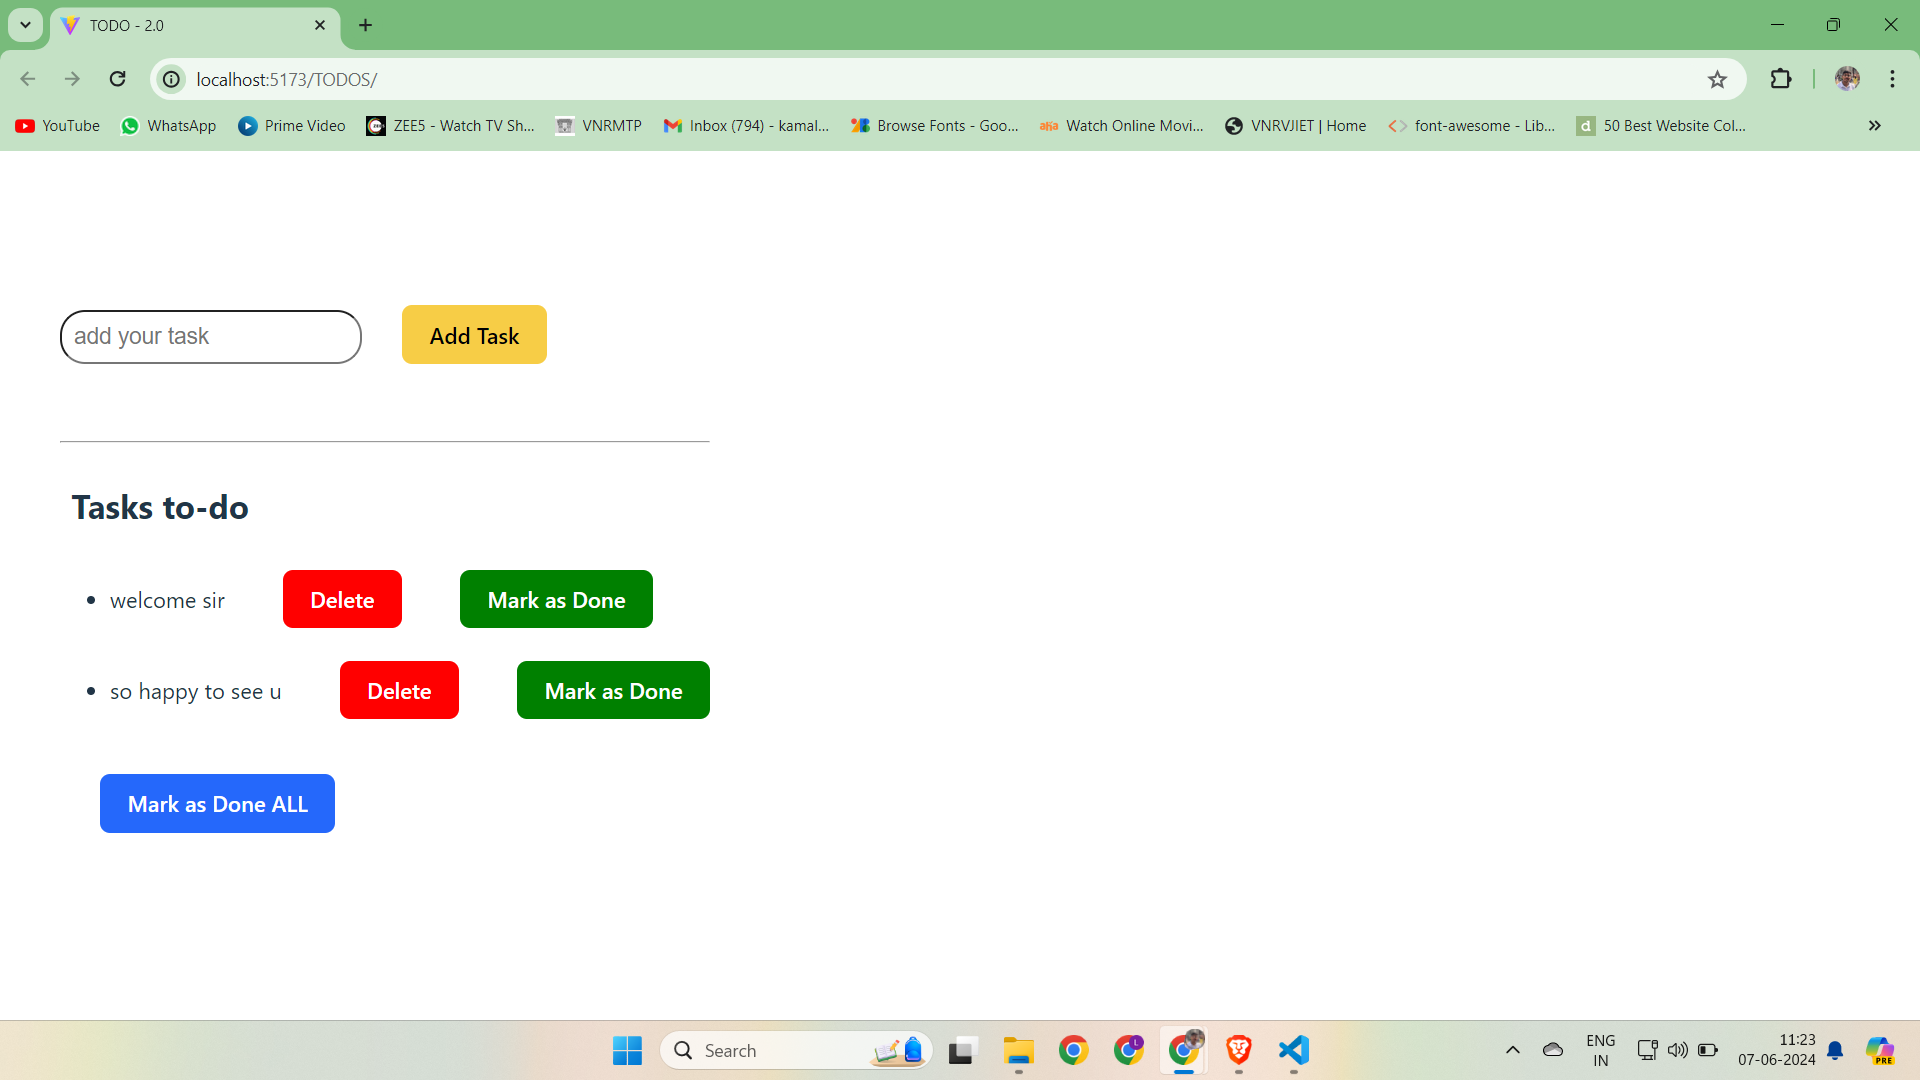 TODO - 2.0
localhost:5173/TODOS/
YouTube WhatsApp Prime Video ZEE5 - Watch TV Sh... VNRMTP Inbox (794) - kamal... Browse Fonts - Goo... aha Watch Online Movi... VNRVJIET | Home font-awesome - Lib... d 50 Best Website Col...
add your task Add Task
Tasks to-do
welcome sir Delete Mark as Done
so happy to see u Delete Mark as Done
Mark as Done ALL
Search L ENG 11:23
IN 07-06-2024 PRE